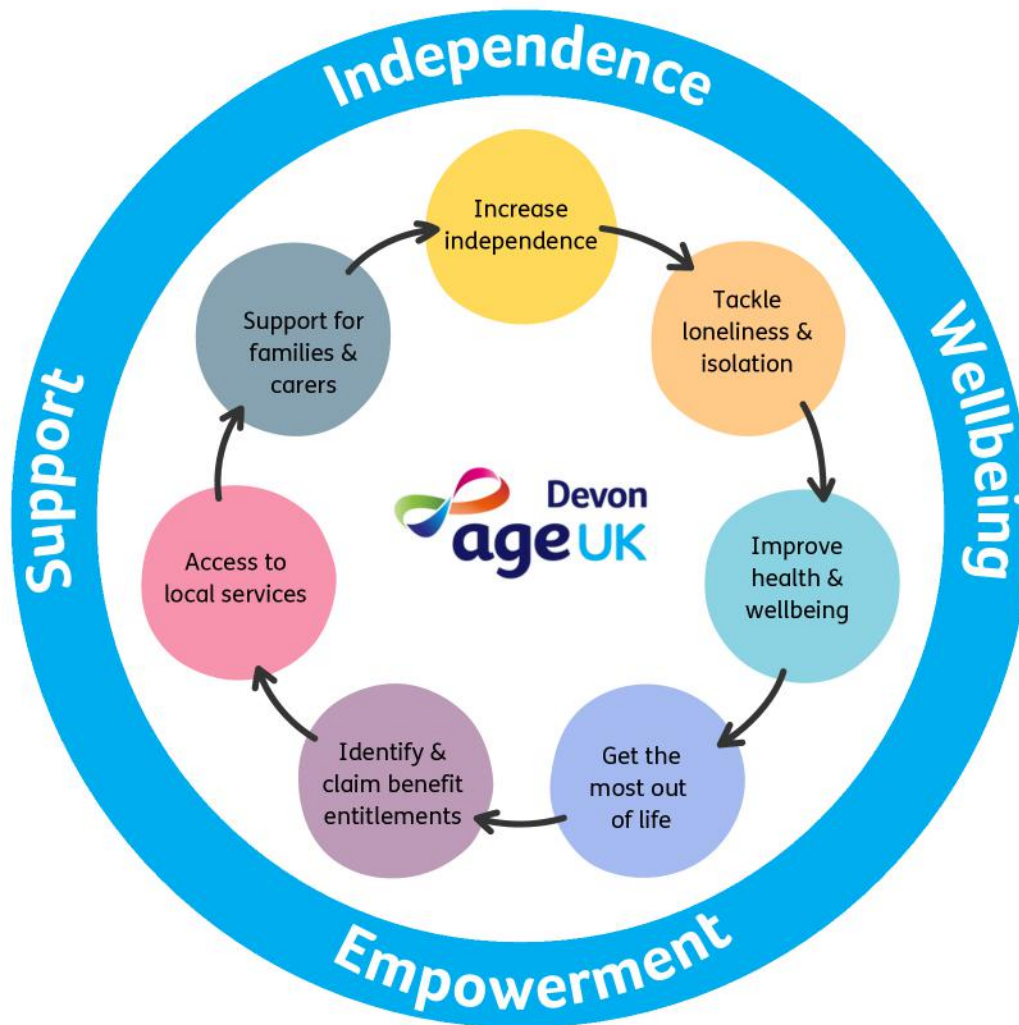 Independence
Wellbeing
Empowerment
Support
Increase
independence
Tackle
loneliness &
isolation
Improve
health &
wellbeing
Get the
most out
of life
Identify &
claim benefit
entitlements
Access to
local services
Support for
families &
carers
Devon
age UK